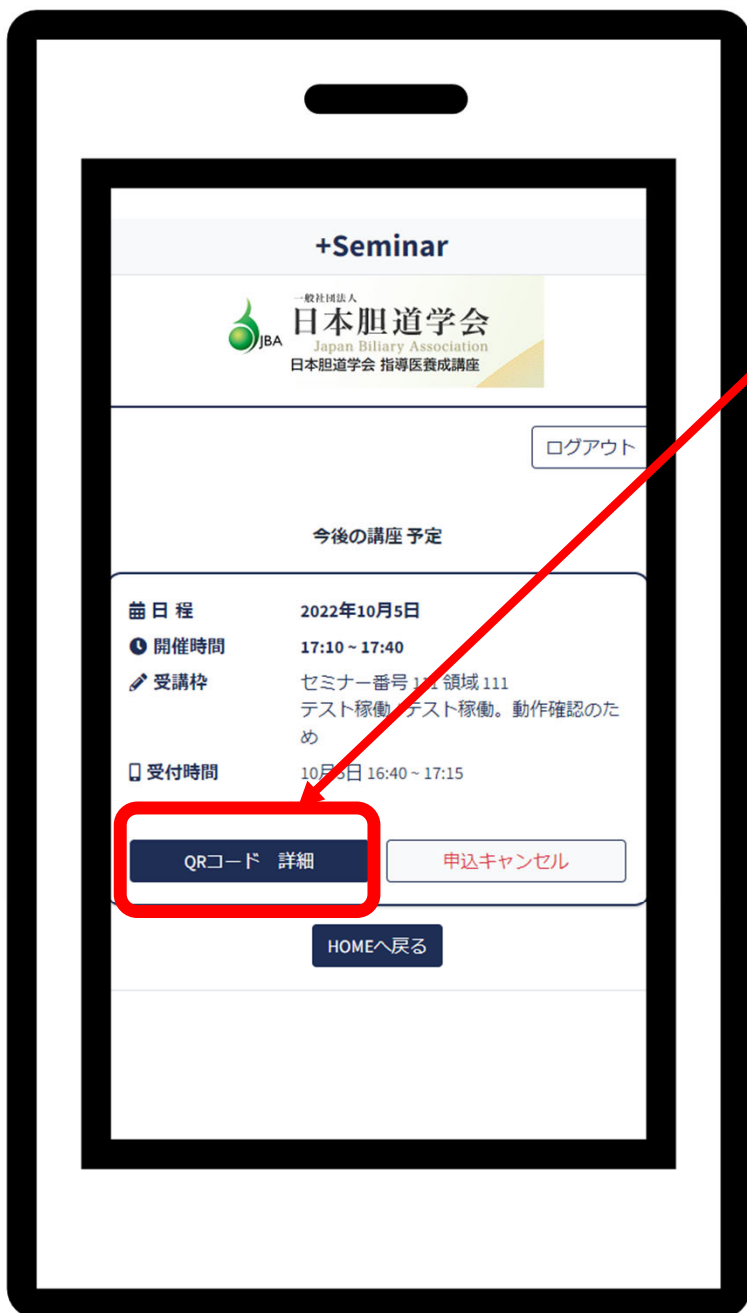 +Seminar
一般社団法人
日本胆道学会
JBA
Japan Biliary Association
日本胆道学会 指導医養成講座
ログアウト
今後の講座 予定
日 程 2022年10月5日
開催時間 17:10 ~ 17:40
受講枠 セミナー番号 111 領域 111
テスト稼働 テスト稼働。動作確認のた
め
受付時間 10月5日 16:40 ~ 17:15
QRコード 詳細 申込キャンセル
HOMEへ戻る